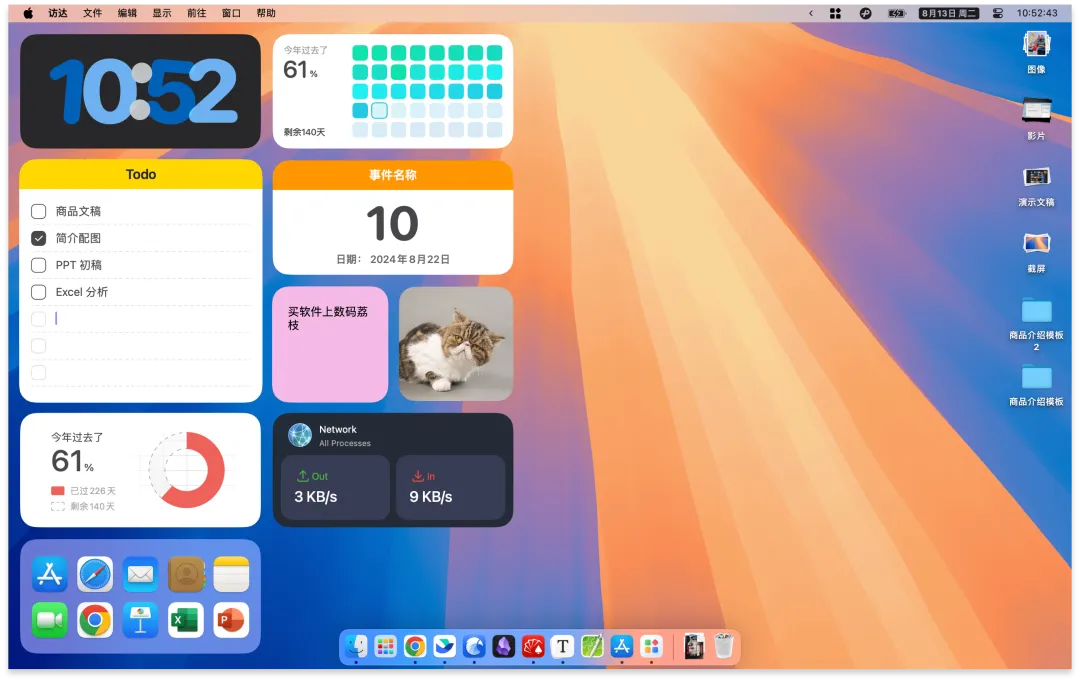 访达 文件 编辑 显示 前往 窗口 帮助
8月13日 周二 10:52:43
10:52
今年过去了
61%
剩余140天
Todo
商品文稿
简介配图
PPT 初稿
Excel 分析
事件名称
10
日期: 2024年8月22日
买软件上数码荔
枝
今年过去了
61%
已过226天
剩余140天
Network
All Processes
Out
3 KB/s
In
9 KB/s
图像
影片
演示文稿
截屏
商品介绍模板
2
商品介绍模板